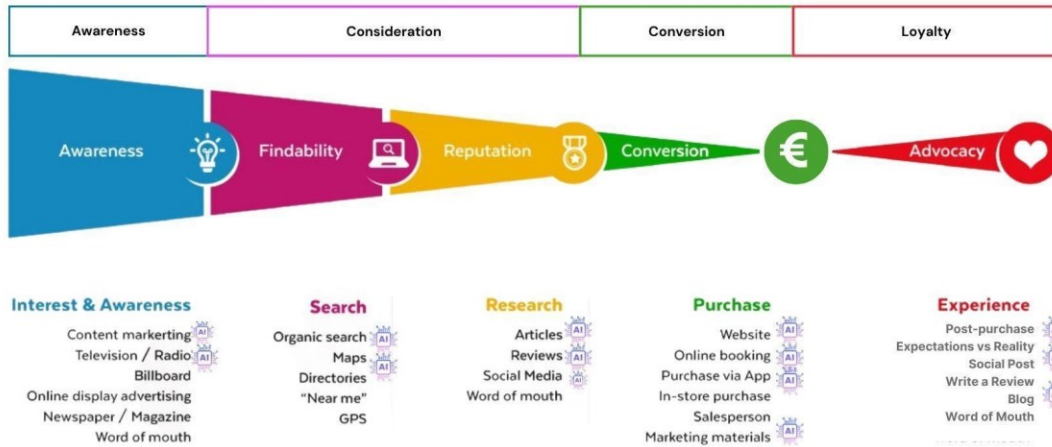 Awareness
Consideration
Conversion
Loyalty
Awareness
Findability
Reputation
Conversion
€
Advocacy
Interest & Awareness
Content markerting AI
Television / Radio AI
Billboard
Online display advertising
Newspaper / Magazine
Word of mouth
Search
Organic search AI
Maps
Directories AI
"Near me"
GPS
Research
Articles AI
Reviews AI
Social Media AI
Word of mouth
Purchase
Website AI
Online booking AI
Purchase via App AI
In-store purchase
Salesperson
Marketing materials AI
Experience
Post-purchase
Expectations vs Reality
Social Post
Write a Review
Blog
Word of Mouth